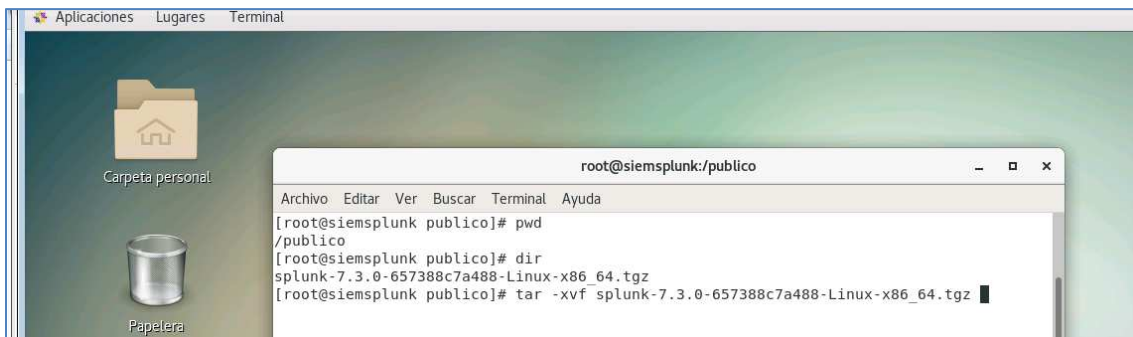 Aplicaciones Lugares Terminal
Carpeta personal
root@siemsplunk:/publico
Archivo Editar Ver Buscar Terminal Ayuda
[root@siemsplunk publico]# pwd
/publico
[root@siemsplunk publico]# dir
splunk-7.3.0-657388c7a488-Linux-x86_64.tgz
[root@siemsplunk publico]# tar -xvf splunk-7.3.0-657388c7a488-Linux-x86_64.tgz
Papelera